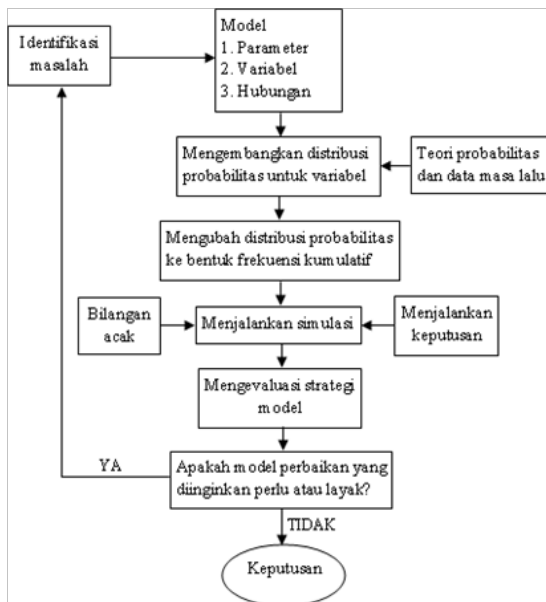 Identifikasi
masalah
Model
1. Parameter
2. Variabel
3. Hubungan
Mengembangkan distribusi
probabilitas untuk variabel
Teori probabilitas
dan data masa lalu
Mengubah distribusi probabilitas
ke bentuk frekuensi kumulatif
Bilangan
acak
Menjalankan simulasi
Menjalankan
keputusan
Mengevaluasi strategi
model
YA
Apakah model perbaikan yang
diinginkan perlu atau layak?
TIDAK
Keputusan